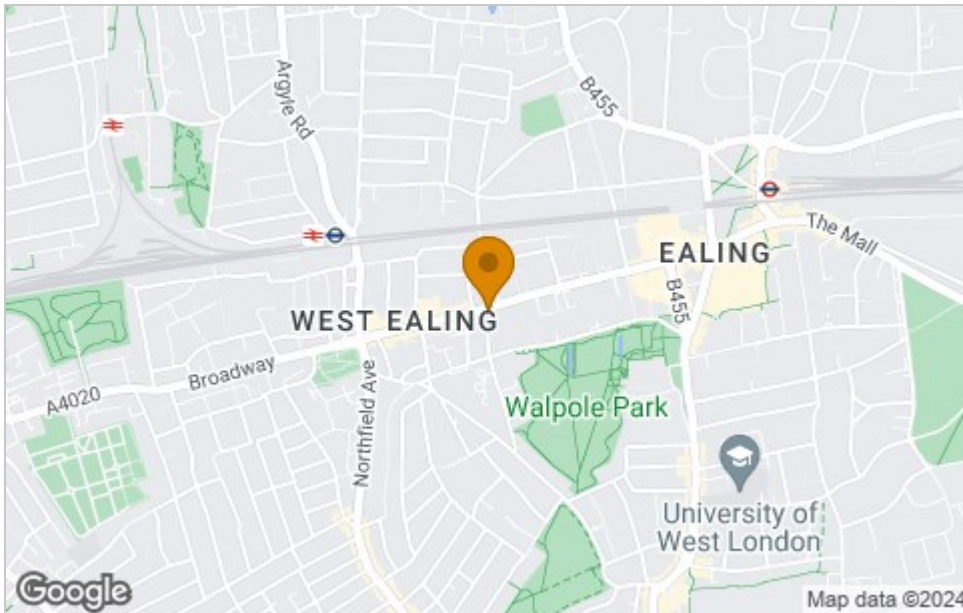 Argyle Rd
B455
The Mall
EALING
B455
WEST EALING
Broadway
A4020
Northfield Ave
Walpole Park
University of
West London
Google
Map data ©2024